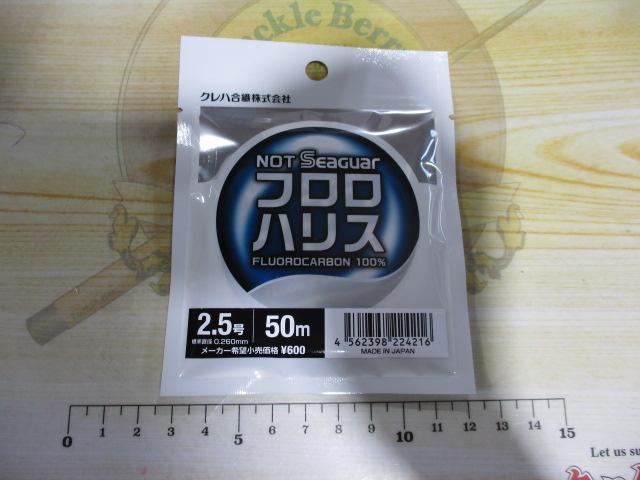 クレハ合繊株式会社
NOT Seaguar
フロロ
ハリス
FLUOROCARBON 100%
2.5号 50m
標準直径 0.260mm
メーカー希望小売価格 ¥600
4 562398 224216
MADE IN JAPAN
0 1 2 3 4 5 6 7 8 9 10 11 12 13 14 15
Let us su